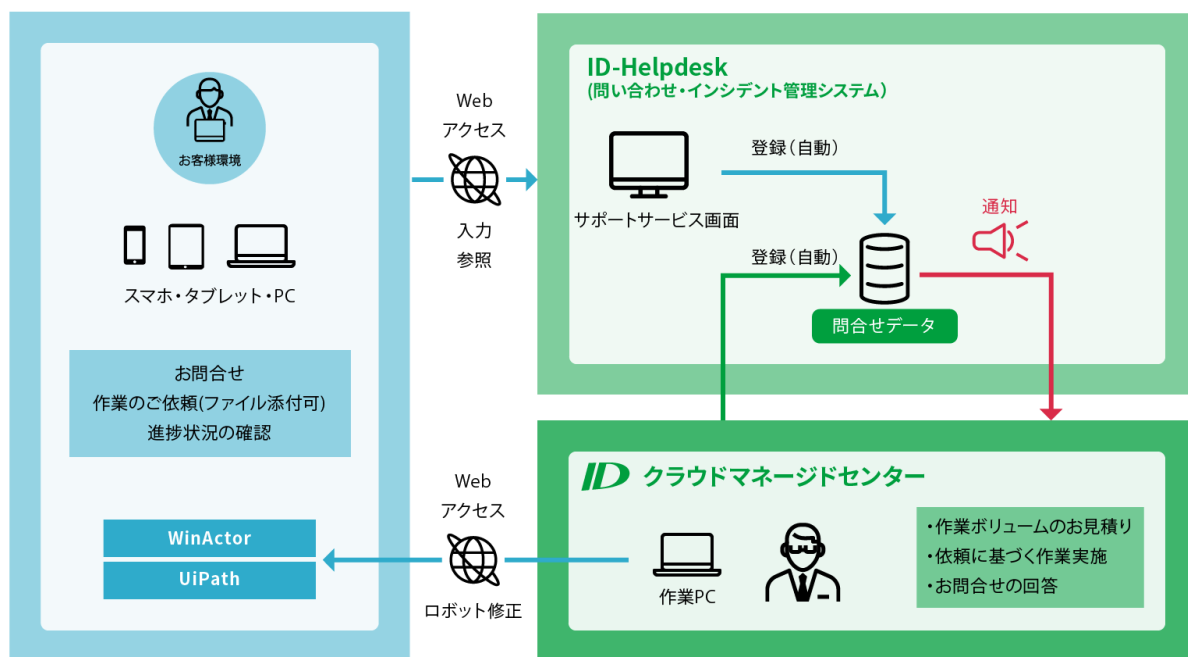 お客様環境
スマホ・タブレット・PC
お問合せ
作業のご依頼(ファイル添付可)
進捗状況の確認
WinActor
UiPath
Web
アクセス
入力
参照
Web
アクセス
ロボット修正
ID-Helpdesk
(問い合わせ・インシデント管理システム)
サポートサービス画面
登録(自動)
登録(自動)
通知
問合せデータ
ID クラウドマネージドセンター
作業PC
・作業ボリュームのお見積り
・依頼に基づく作業実施
・お問合せの回答